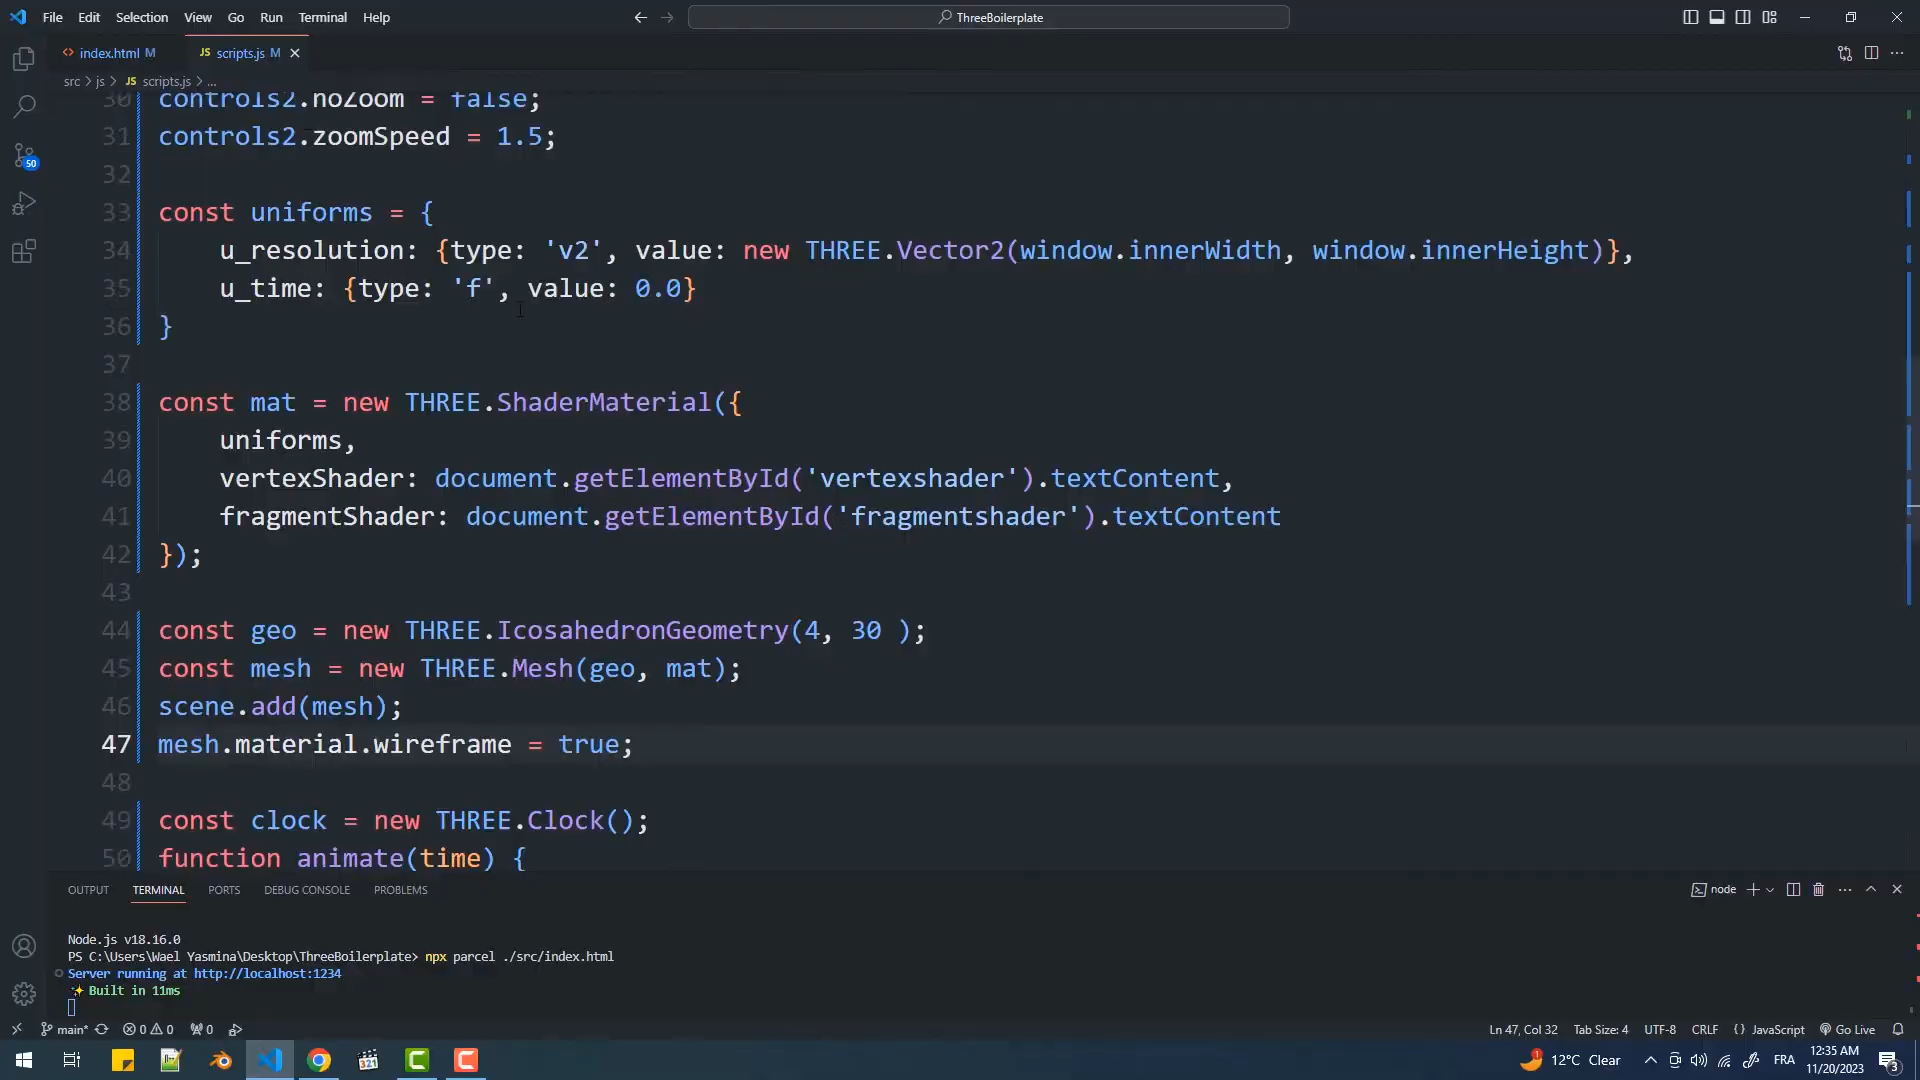 File Edit Selection View Go Run Terminal Help
ThreeBoilerplate
index.html M
JS scripts.js M
src > js > JS scripts.js > ...
30 controls2.noZoom = false;
31 controls2.zoomSpeed = 1.5;
32
33 const uniforms = {
34 u_resolution: {type: 'v2', value: new THREE.Vector2(window.innerWidth, window.innerHeight)},
35 u_time: {type: 'f', value: 0.0}
36 }
37
38 const mat = new THREE.ShaderMaterial({
39 uniforms,
40 vertexShader: document.getElementById('vertexshader').textContent,
41 fragmentShader: document.getElementById('fragmentshader').textContent
42 });
43
44 const geo = new THREE.IcosahedronGeometry(4, 30 );
45 const mesh = new THREE.Mesh(geo, mat);
46 scene.add(mesh);
47 mesh.material.wireframe = true;
48
49 const clock = new THREE.Clock();
50 function animate(time) {
50
OUTPUT TERMINAL PORTS DEBUG CONSOLE PROBLEMS
node
Node.js v18.16.0
PS C:\Users\Wael Yasmina\Desktop\ThreeBoilerplate> npx parcel ./src/index.html
Server running at http://localhost:1234
Built in 11ms
main* 0 0 0
Ln 47, Col 32 Tab Size: 4 UTF-8 CRLF {} JavaScript Go Live
321
1 12°C Clear
FRA
12:35 AM
11/20/2023
3